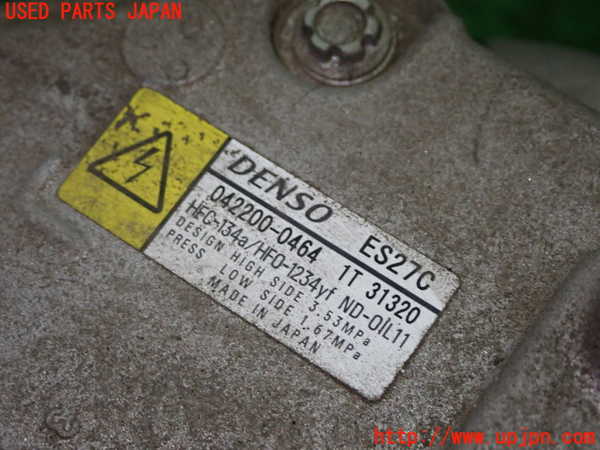 USED PARTS JAPAN
DENSO ES27C
042200-0464 1T 31320
HFC-134a/HFO-1234yf ND-OIL11
DESIGN HIGH SIDE 3.53MPa
PRESS LOW SIDE 1.67MPa
MADE IN JAPAN
http://www.upjpn.com/